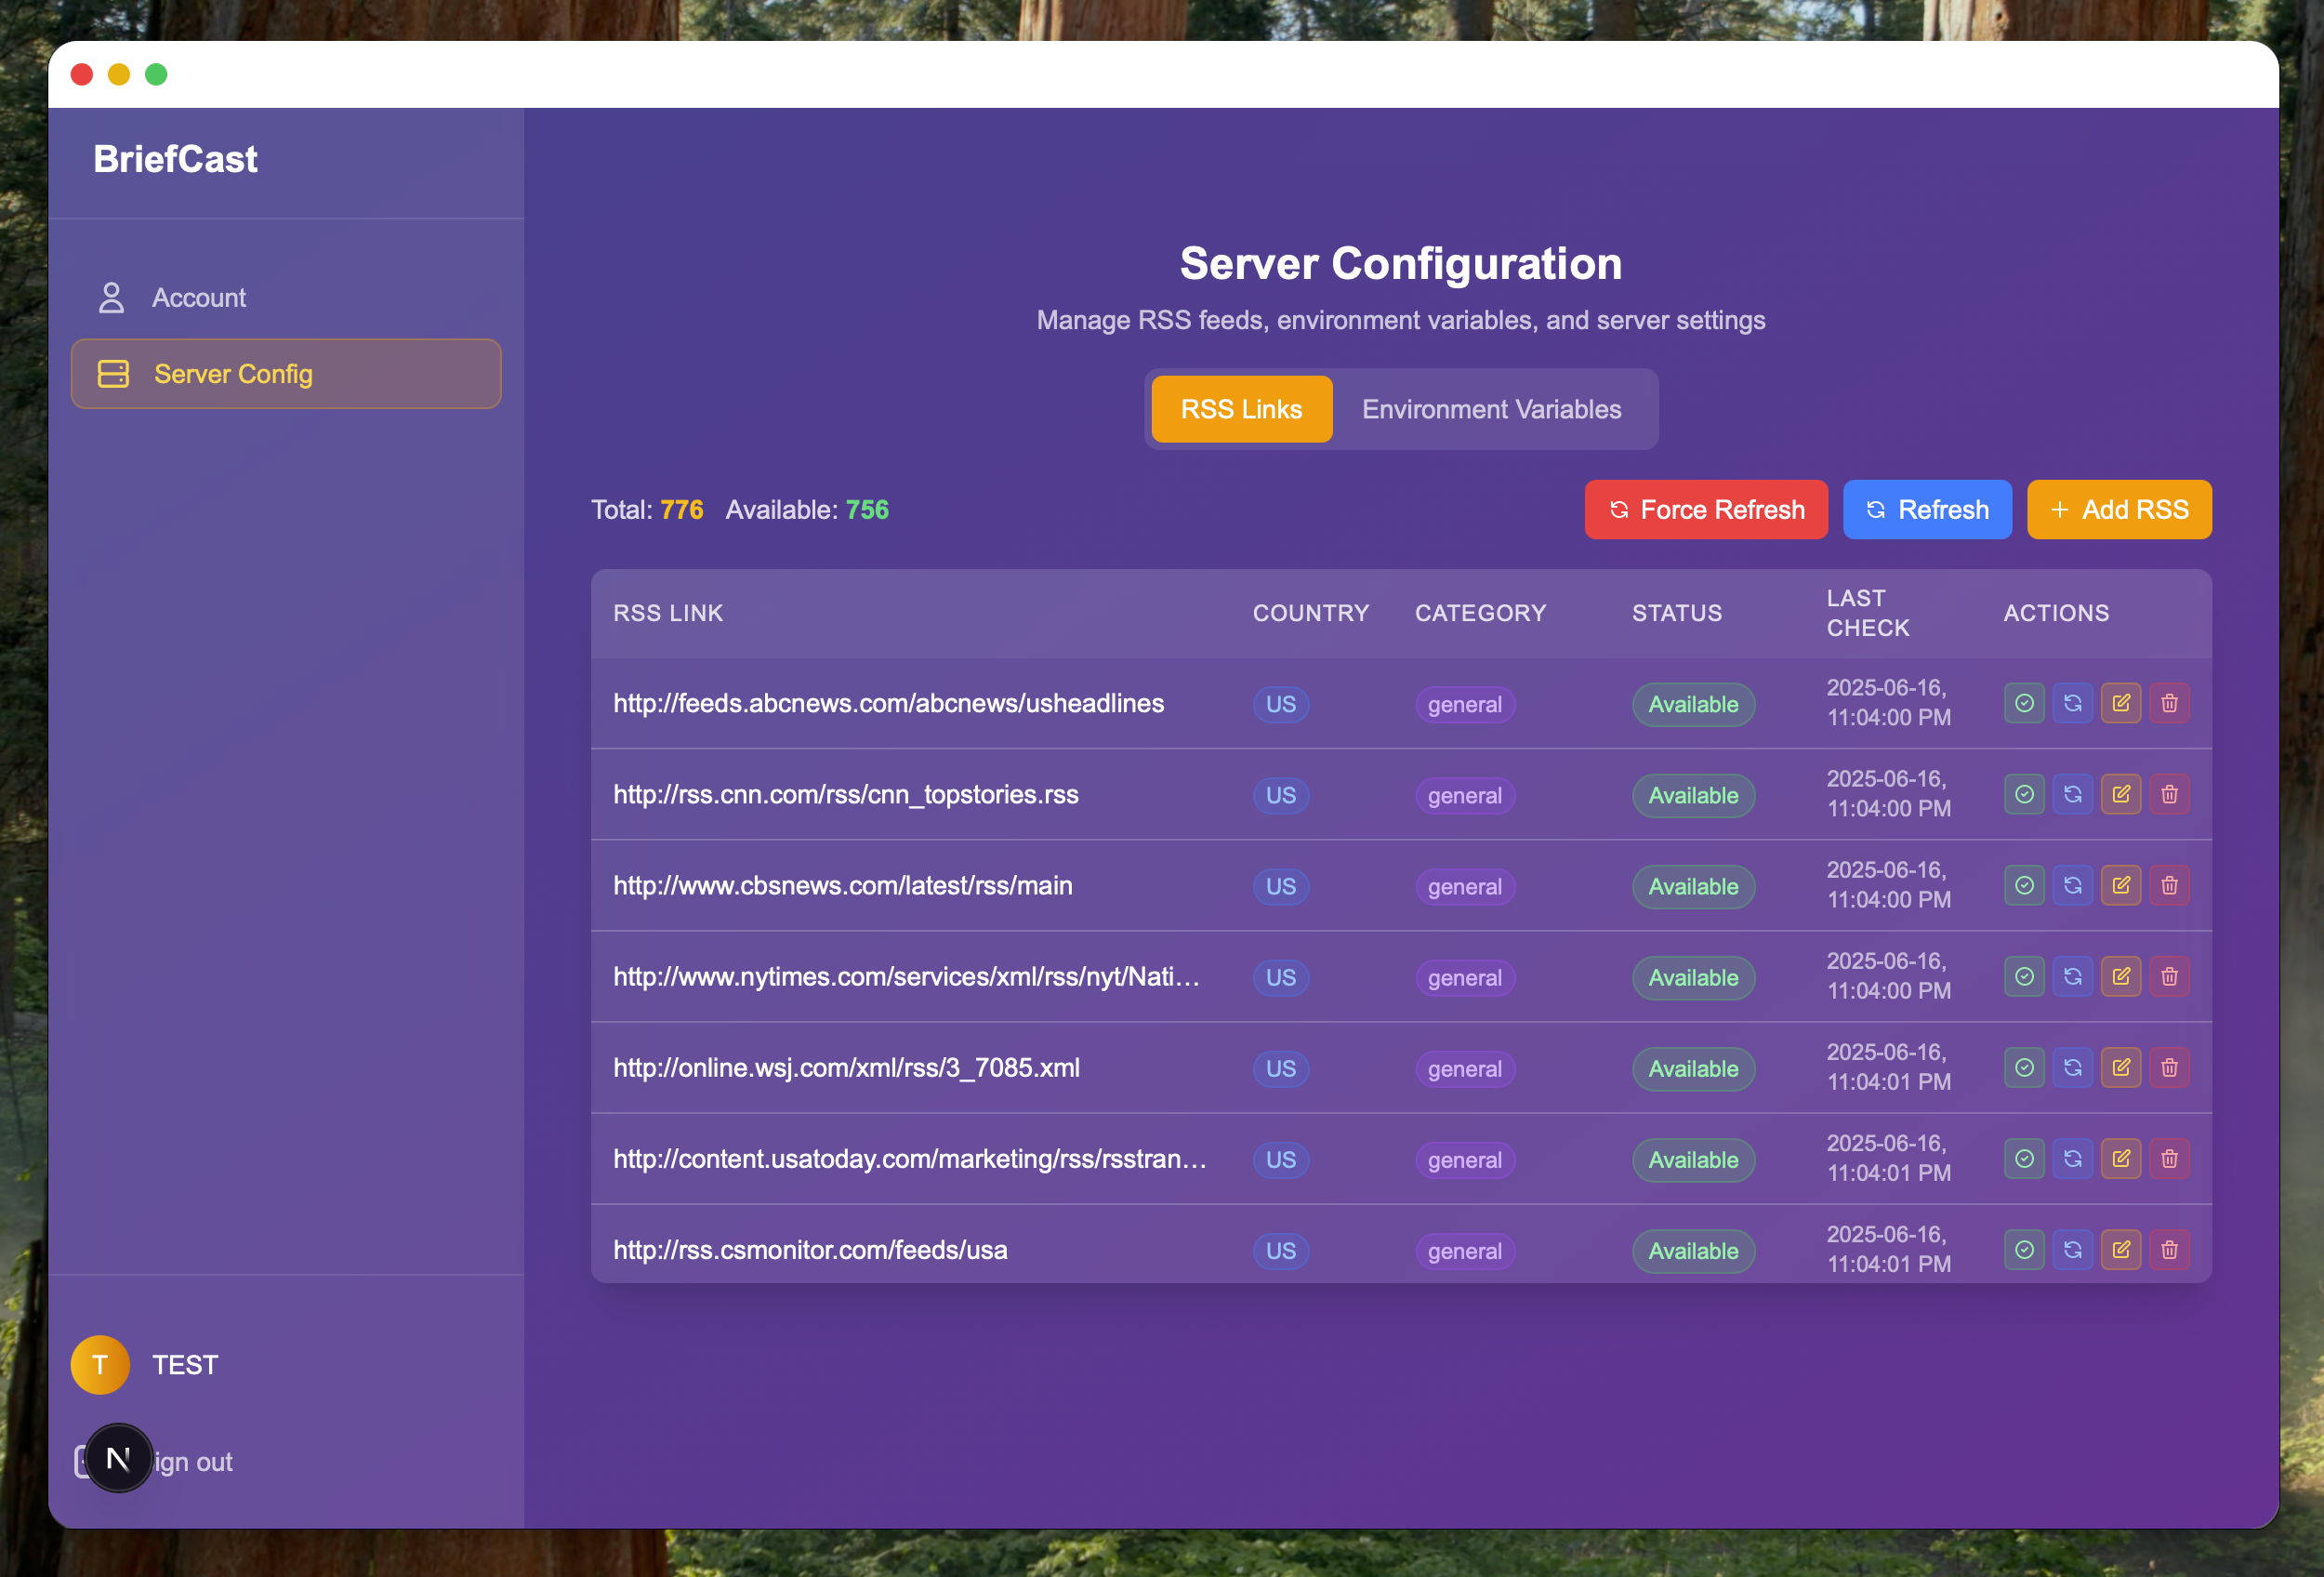 BriefCast
Account
Server Config
TEST
T
N
ign out
Server Configuration
Manage RSS feeds, environment variables, and server settings
RSS Links
Environment Variables
Total: 776 Available: 756
Force Refresh
Refresh
+ Add RSS
RSS LINK COUNTRY CATEGORY STATUS LAST CHECK ACTIONS
http://feeds.abcnews.com/abcnews/usheadlines US general Available 2025-06-16, 11:04:00 PM
http://rss.cnn.com/rss/cnn_topstories.rss US general Available 2025-06-16, 11:04:00 PM
http://www.cbsnews.com/latest/rss/main US general Available 2025-06-16, 11:04:00 PM
http://www.nytimes.com/services/xml/rss/nyt/Nati... US general Available 2025-06-16, 11:04:00 PM
http://online.wsj.com/xml/rss/3_7085.xml US general Available 2025-06-16, 11:04:01 PM
http://content.usatoday.com/marketing/rss/rsstran... US general Available 2025-06-16, 11:04:01 PM
http://rss.csmonitor.com/feeds/usa US general Available 2025-06-16, 11:04:01 PM